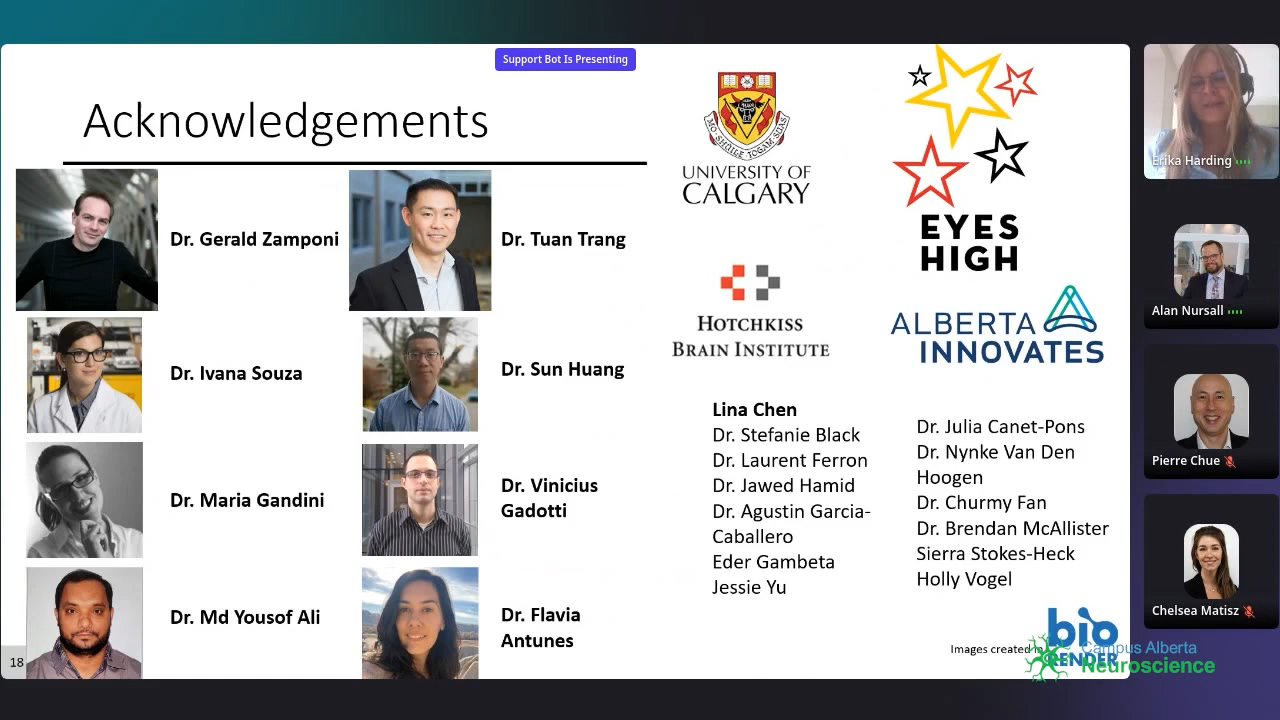 Support Bot Is Presenting
Acknowledgements
Dr. Gerald Zamponi
Dr. Tuan Trang
Dr. Ivana Souza
Dr. Sun Huang
Dr. Maria Gandini
Dr. Vinicius
Gadotti
Dr. Md Yousof Ali
Dr. Flavia
Antunes
18
MO SHÙILE TOGAM SUAS
UNIVERSITY OF
CALGARY
EYES
HIGH
HOTCHKISS
BRAIN INSTITUTE
ALBERTA
INNOVATES
Lina Chen
Dr. Stefanie Black
Dr. Laurent Ferron
Dr. Jawed Hamid
Dr. Agustin Garcia-
Caballero
Eder Gambeta
Jessie Yu
Dr. Julia Canet-Pons
Dr. Nynke Van Den
Hoogen
Dr. Churmy Fan
Dr. Brendan McAllister
Sierra Stokes-Heck
Holly Vogel
Images created
bio
RENDER
Campus Alberta
Neuroscience
Erika Harding
Alan Nursall
Pierre Chue
Chelsea Matisz